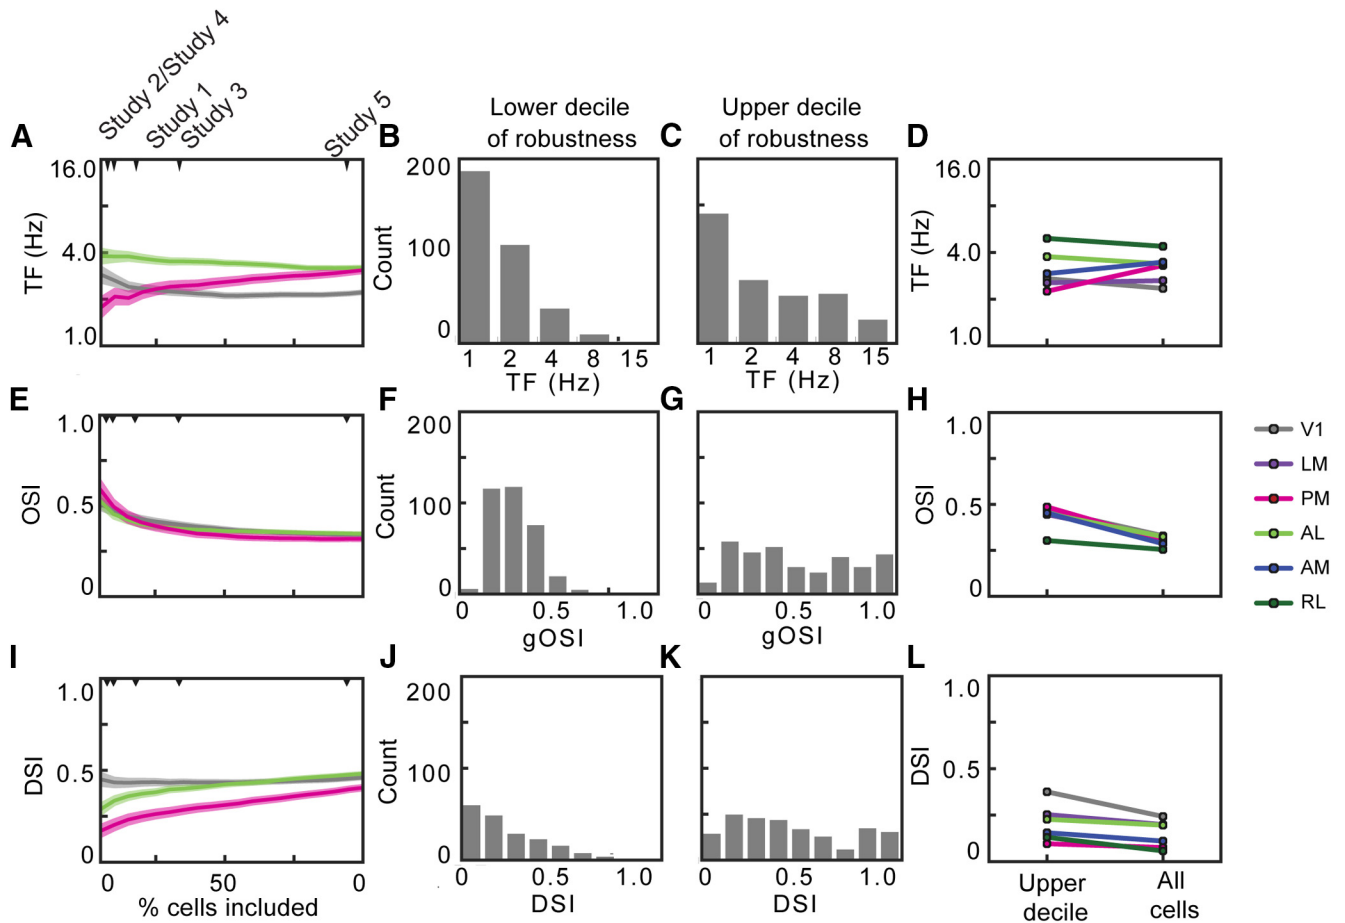 Study 2/Study 4
Study 1
Study 3
Study 5
Lower decile
of robustness
Upper decile
of robustness
A
16.0
4.0
1.0
TF (Hz)
B
200
100
0
Count
1 2 4 8 15
TF (Hz)
C
1 2 4 8 15
TF (Hz)
D
16.0
4.0
1.0
TF (Hz)
E
1.0
0.5
0
OSI
F
200
100
0
Count
0 0.5 1.0
gOSI
G
0 0.5 1.0
gOSI
H
1.0
0.5
0
OSI
V1
LM
PM
AL
AM
RL
I
1.0
0.5
0
DSI
0 50 0
% cells included
J
200
100
0
Count
0 0.5 1.0
DSI
K
0 0.5 1.0
DSI
L
1.0
0.5
0
DSI
Upper
decile
All
cells